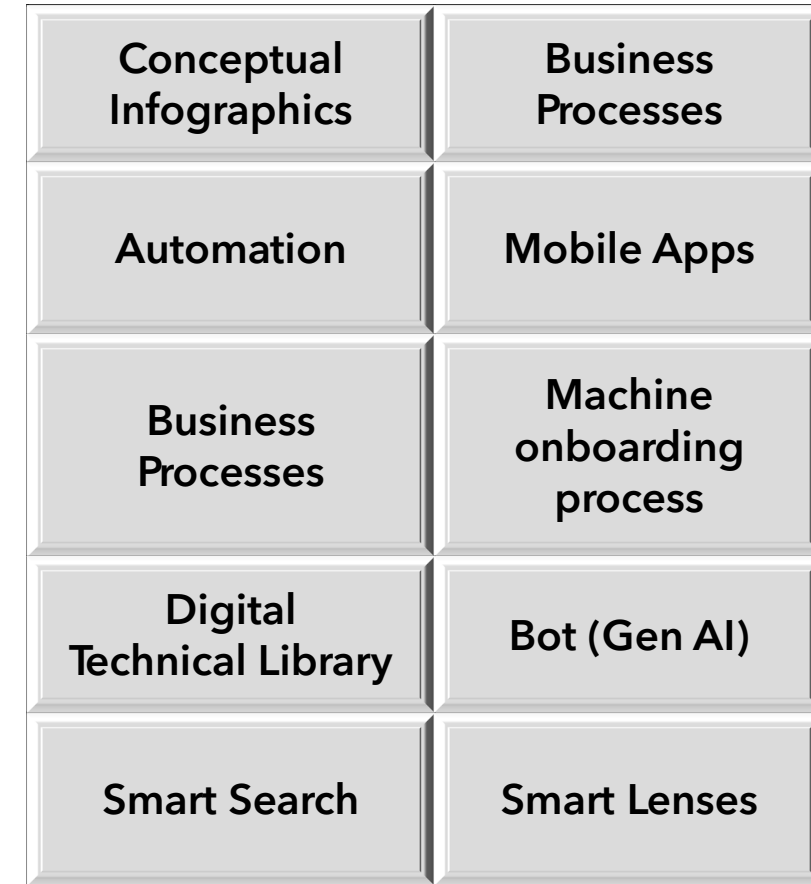 Conceptual
Infographics
Business
Processes
Automation
Mobile Apps
Business
Processes
Machine
onboarding
process
Digital
Technical Library
Bot (Gen AI)
Smart Search
Smart Lenses